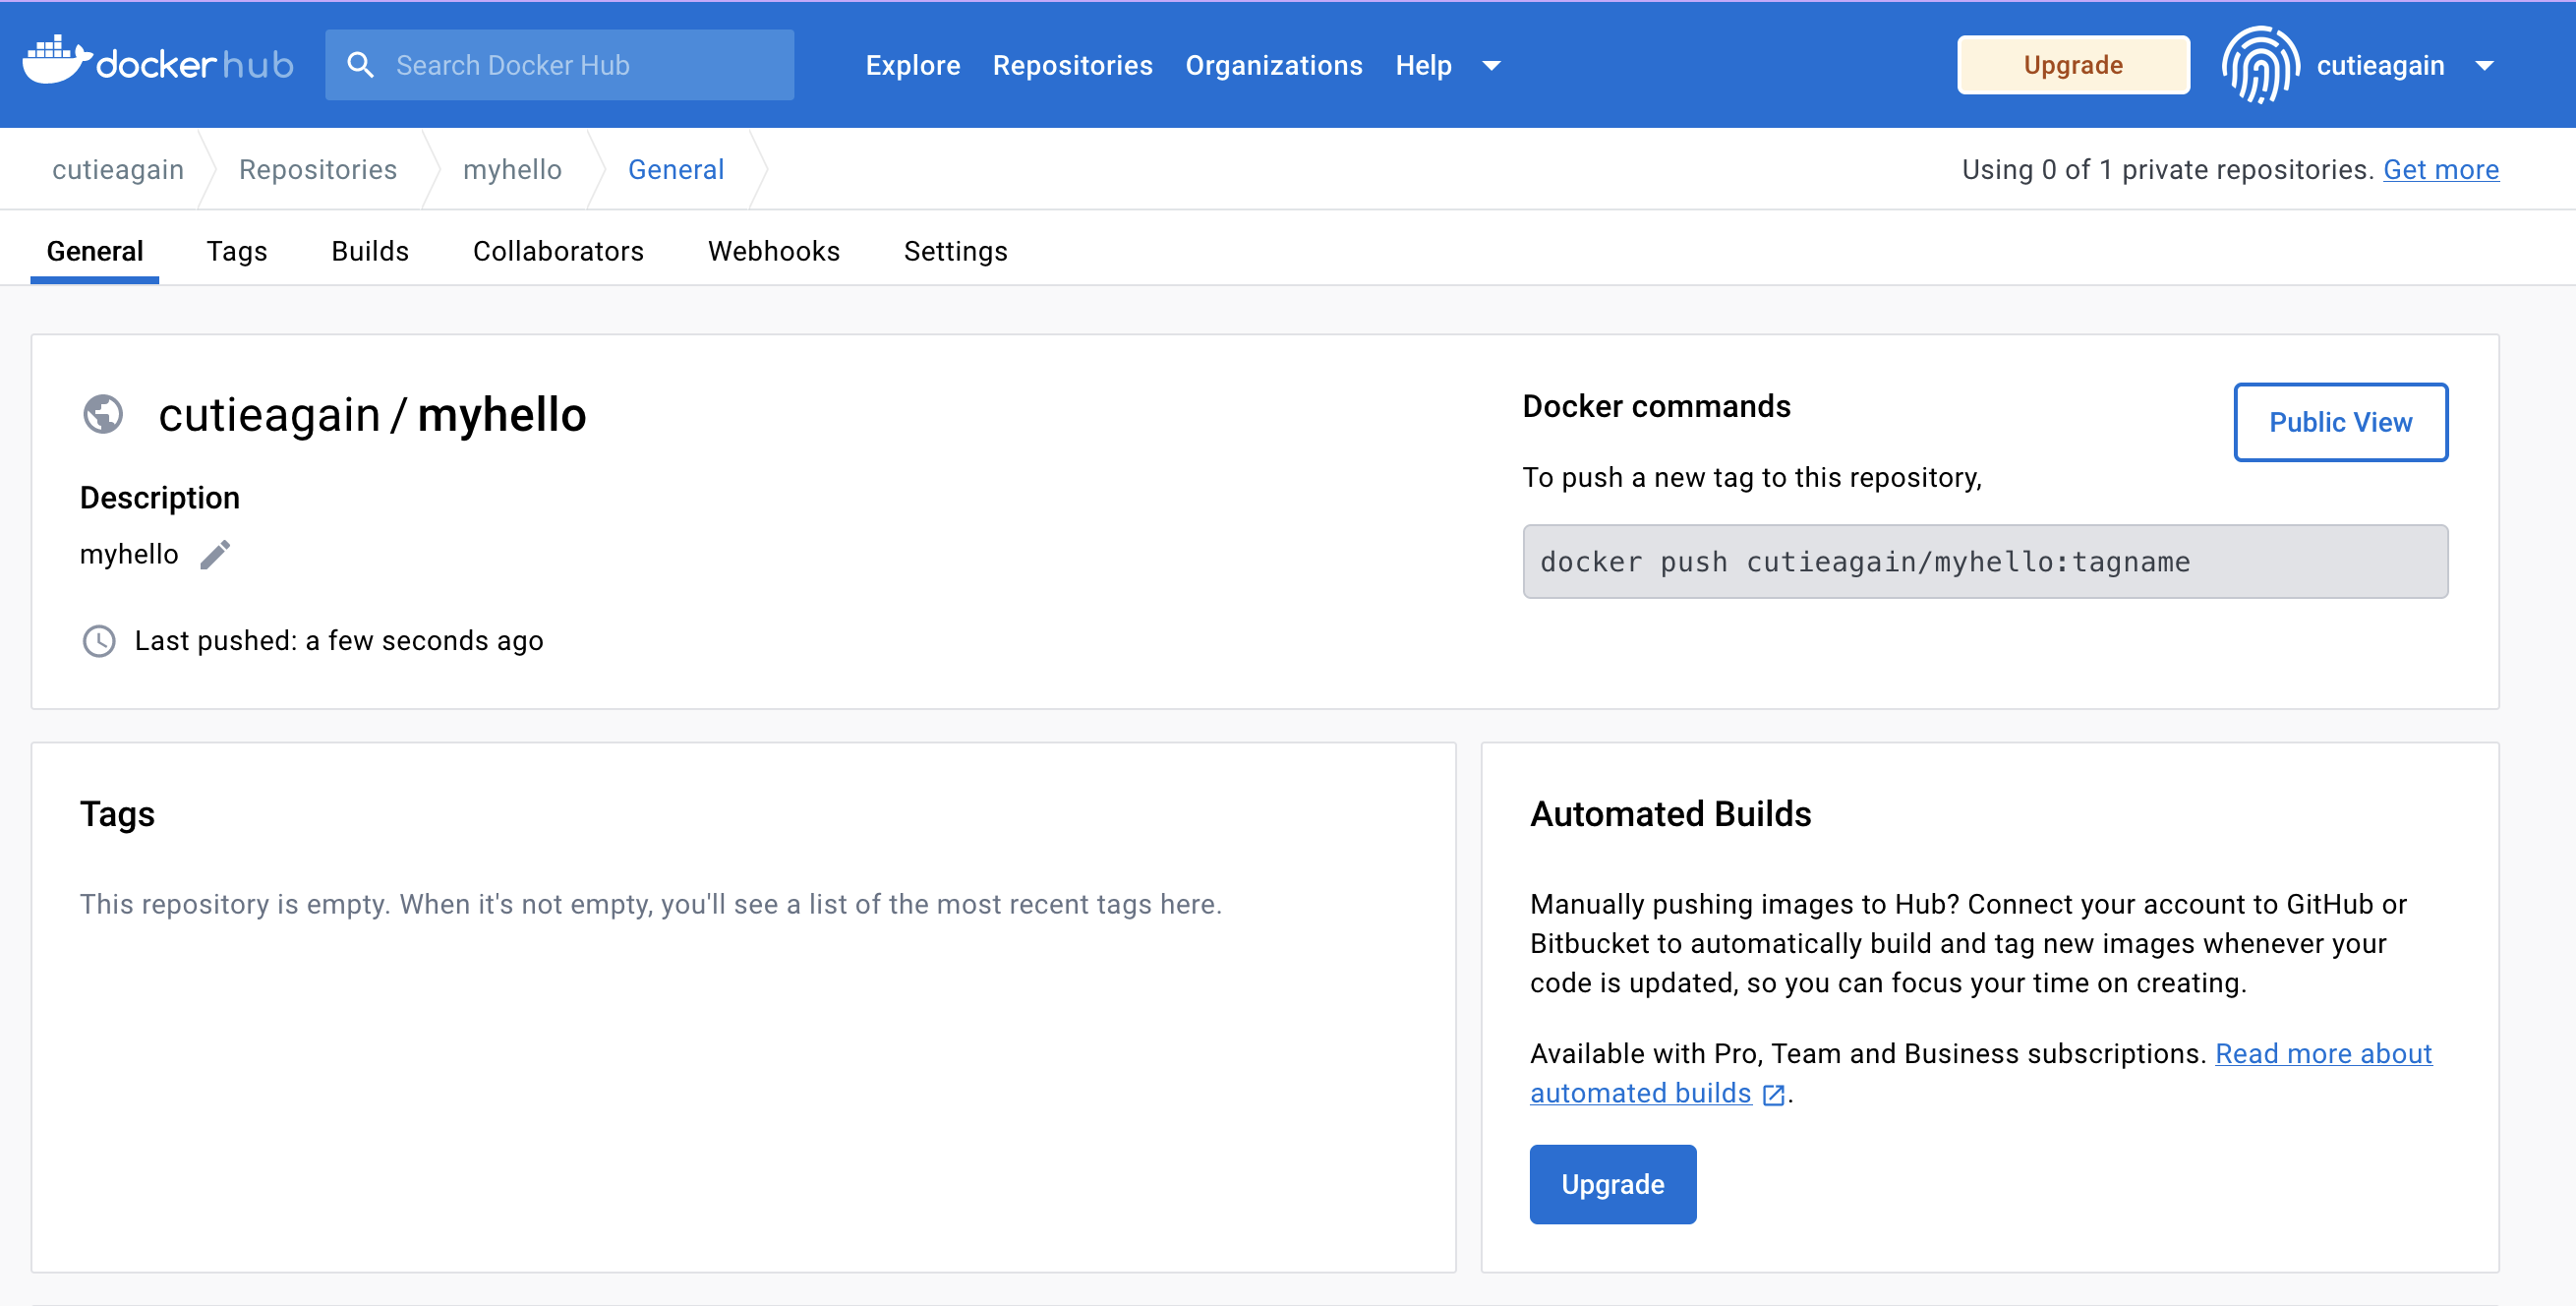 dockerhub Search Docker Hub Explore Repositories Organizations Help Upgrade cutieagain
cutieagain Repositories myhello General Using 0 of 1 private repositories. Get more
General Tags Builds Collaborators Webhooks Settings
cutieagain / myhello
Description
myhello
Last pushed: a few seconds ago
Docker commands
Public View
To push a new tag to this repository,
docker push cutieagain/myhello:tagname
Tags
This repository is empty. When it's not empty, you'll see a list of the most recent tags here.
Automated Builds
Manually pushing images to Hub? Connect your account to GitHub or
Bitbucket to automatically build and tag new images whenever your
code is updated, so you can focus your time on creating.
Available with Pro, Team and Business subscriptions. Read more about
automated builds .
Upgrade